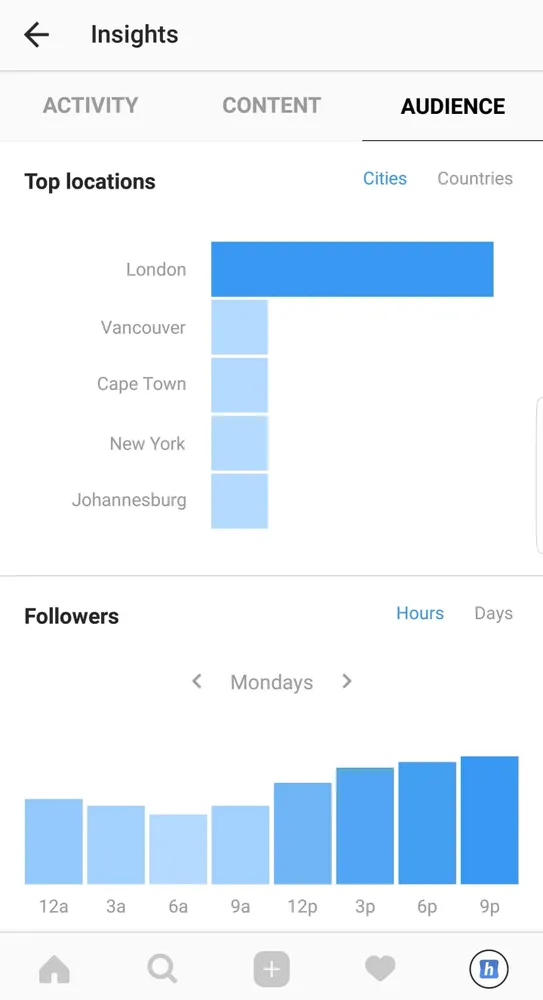 Insights
ACTIVITY CONTENT AUDIENCE
Top locations Cities Countries
London
Vancouver
Cape Town
New York
Johannesburg
Followers Hours Days
Mondays
12a 3a 6a 9a 12p 3p 6p 9p
h